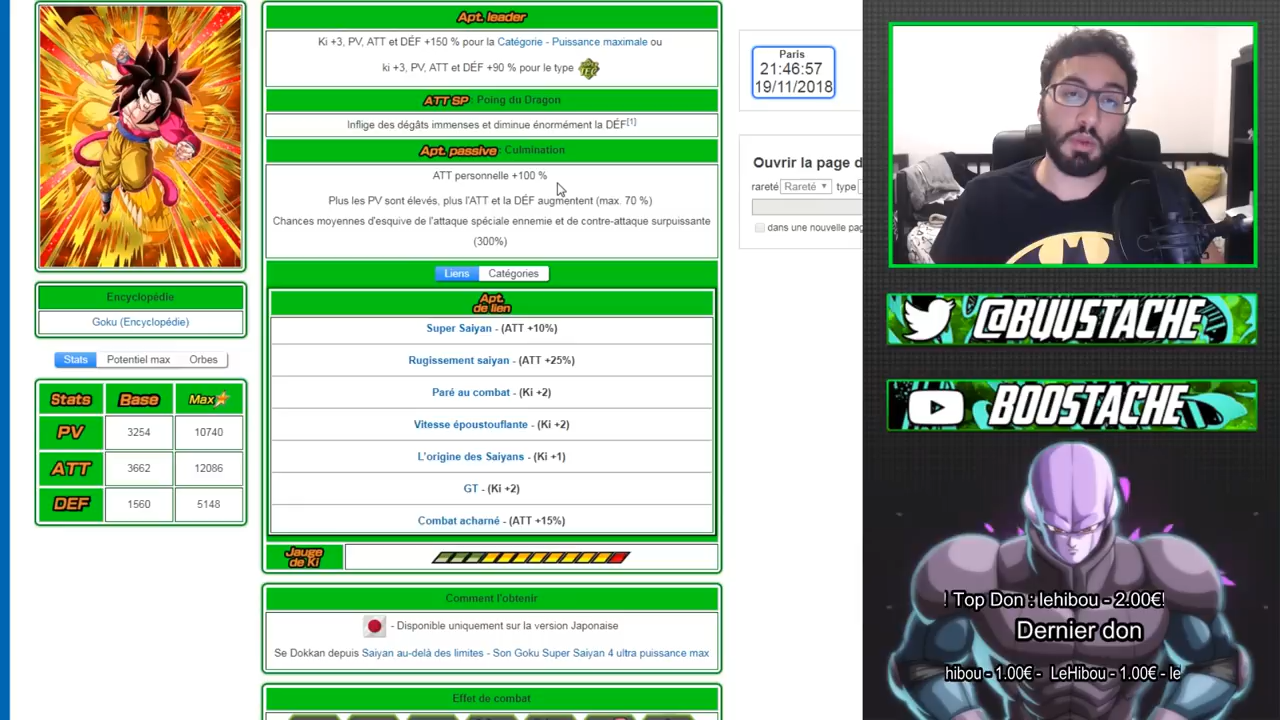 Apt. leader
Ki +3, PV, ATT et DÉF +150 % pour la Catégorie - Puissance maximale ou
ki +3, PV, ATT et DÉF +90 % pour le type TEC
ATT SP : Poing du Dragon
Inflige des dégâts immenses et diminue énormément la DÉF[1]
Apt. passive : Culmination
ATT personnelle +100 %
Plus les PV sont élevés, plus l'ATT et la DÉF augmentent (max. 70 %)
Chances moyennes d'esquive de l'attaque spéciale ennemie et de contre-attaque surpuissante
(300%)
Liens Catégories
Apt.
de lien
Super Saiyan - (ATT +10%)
Rugissement saiyan - (ATT +25%)
Paré au combat - (Ki +2)
Vitesse époustouflante - (Ki +2)
L'origine des Saiyans - (Ki +1)
GT - (Ki +2)
Combat acharné - (ATT +15%)
Jauge
de Ki
Comment l'obtenir
- Disponible uniquement sur la version Japonaise
Se Dokkan depuis Saiyan au-delà des limites - Son Goku Super Saiyan 4 ultra puissance max
Effet de combat
Encyclopédie
Goku (Encyclopédie)
Stats Potentiel max Orbes
Stats Base Max
PV 3254 10740
ATT 3662 12086
DEF 1560 5148
Paris
21:46:57
19/11/2018
Ouvrir la page d
rareté Rareté type
dans une nouvelle pag
@BUUSTACHE
BOOSTACHE
! Top Don : lehibou - 2.00€!
Dernier don
hibou - 1.00€ - LeHibou - 1.00€ - le